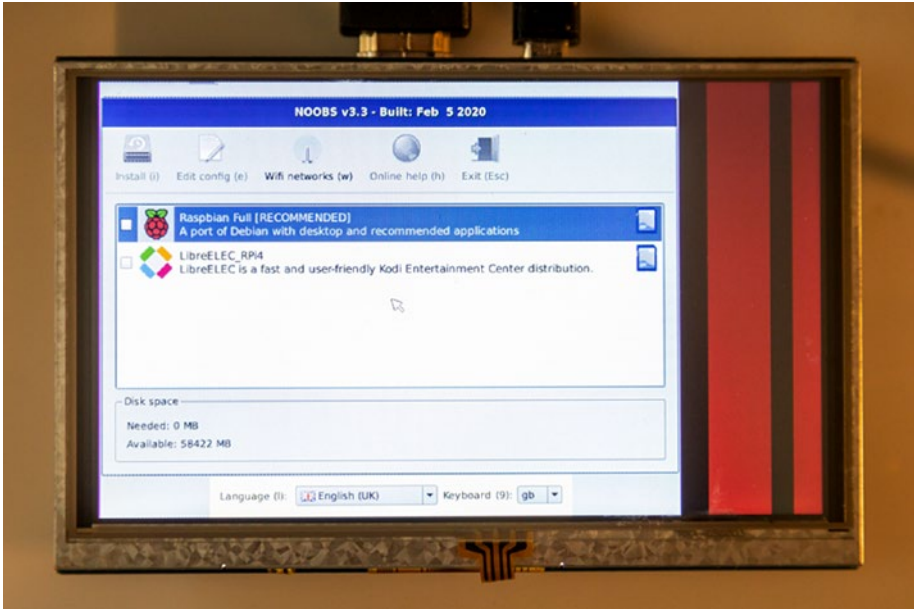 NOOBS v3.3 - Built: Feb 5 2020
Install (i) Edit config (e) Wifi networks (w) Online help (h) Exit (Esc)
Raspbian Full [RECOMMENDED]
A port of Debian with desktop and recommended applications
LibreELEC_RPi4
LibreELEC is a fast and user-friendly Kodi Entertainment Center distribution.
Disk space
Needed: 0 MB
Available: 58422 MB
Language (l): English (UK) Keyboard (9): gb